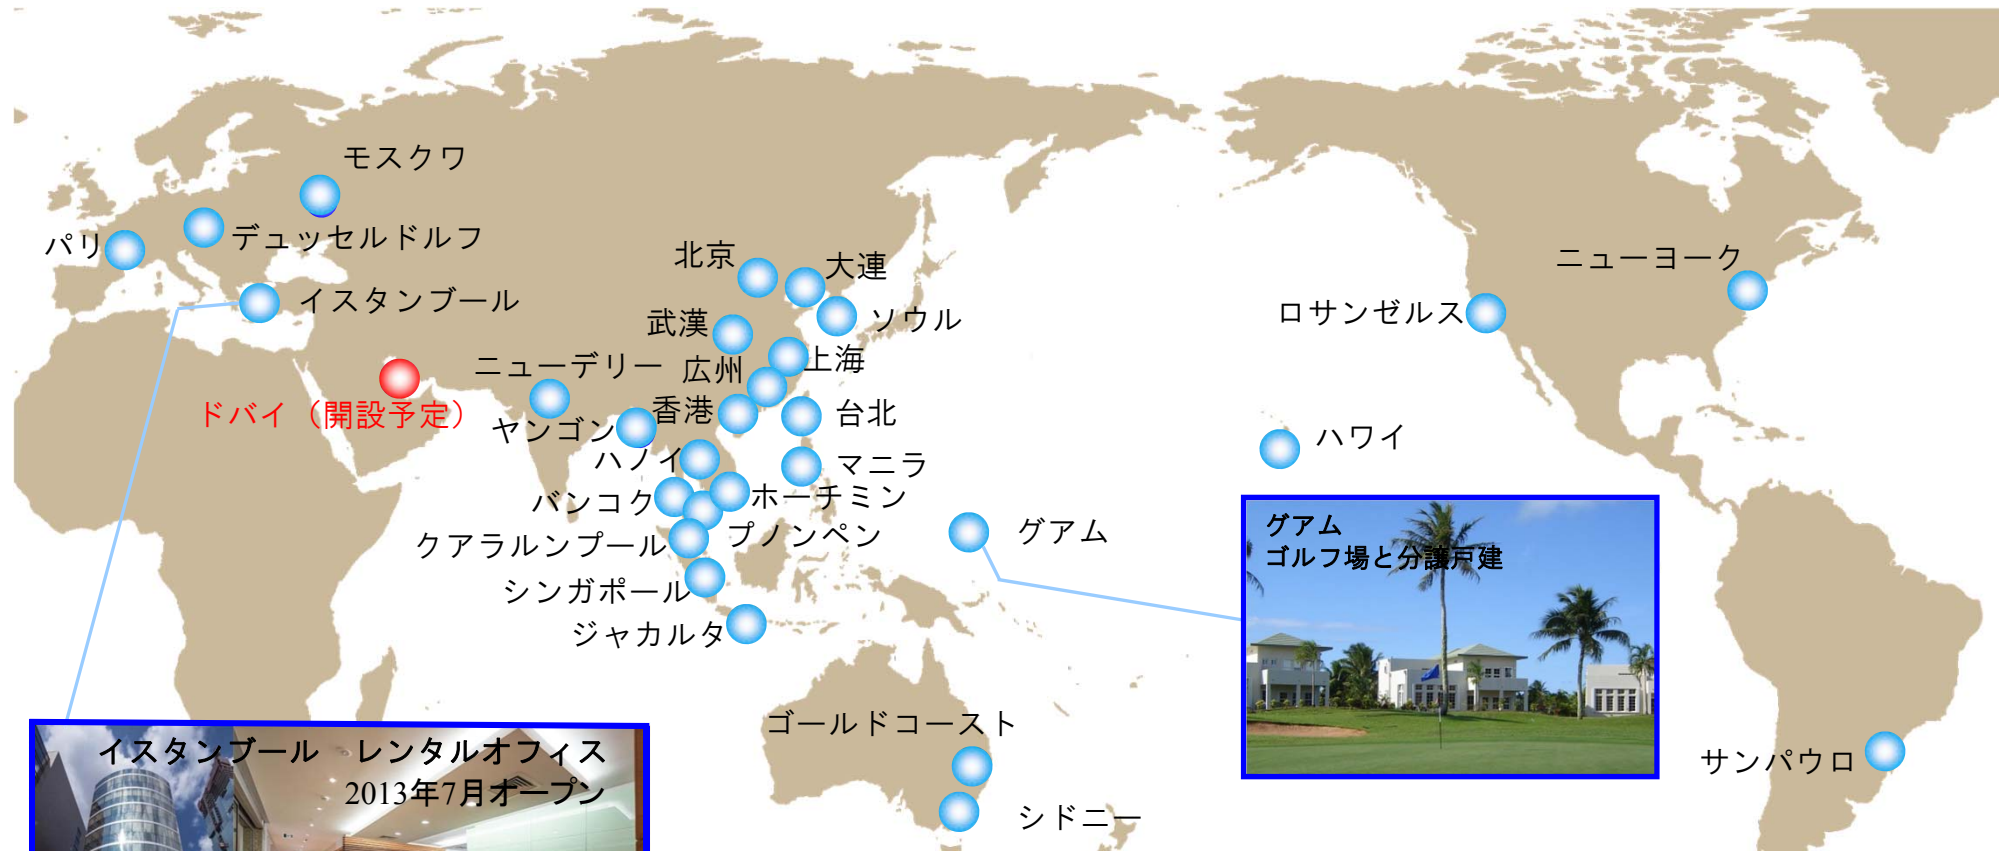 モスクワ
デュッセルドルフ
パリ
イスタンブール
ドバイ（開設予定）
北京
大連
武漢
ソウル
ニューデリー
広州
上海
香港
台北
ヤンゴン
ハノイ
マニラ
バンコク
ホーチミン
プノンペン
クアラルンプール
シンガポール
ジャカルタ
グアム
ニューヨーク
ロサンゼルス
ハワイ
グアム
ゴルフ場と分譲戸建
ゴールドコースト
シドニー
サンパウロ
イスタンブール　レンタルオフィス
2013年7月オープン